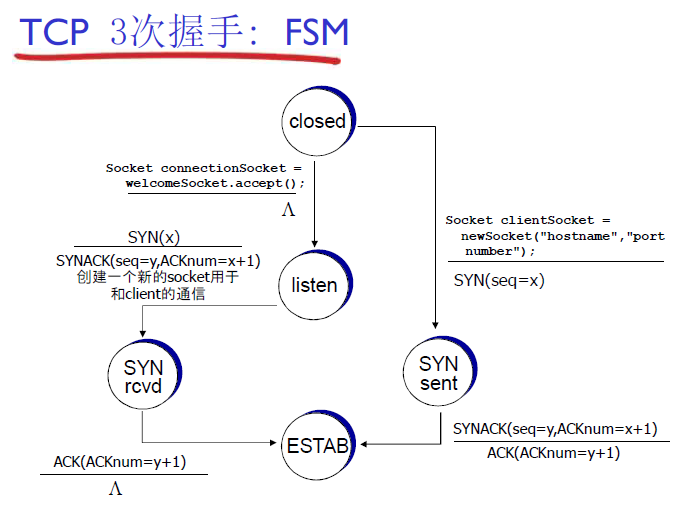 TCP 3次握手: FSM
closed
Socket connectionSocket =
welcomeSocket.accept();
Λ
Socket clientSocket =
newSocket("hostname","port
number");
SYN(seq=x)
SYN(x)
SYNACK(seq=y,ACKnum=x+1)
创建一个新的socket用于
和client的通信
listen
SYN
rcvd
SYN
sent
ESTAB
SYNACK(seq=y,ACKnum=x+1)
ACK(ACKnum=y+1)
ACK(ACKnum=y+1)
Λ